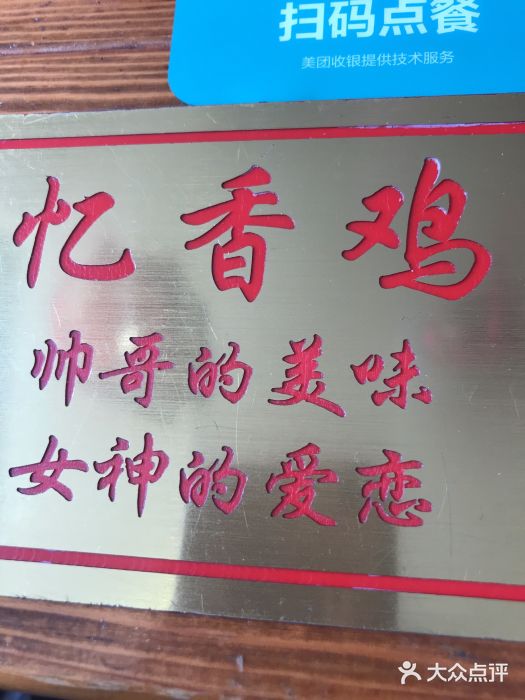 扫码点餐
美团收银提供技术服务
忆香鸡
帅哥的美味
女神的爱恋
大众点评